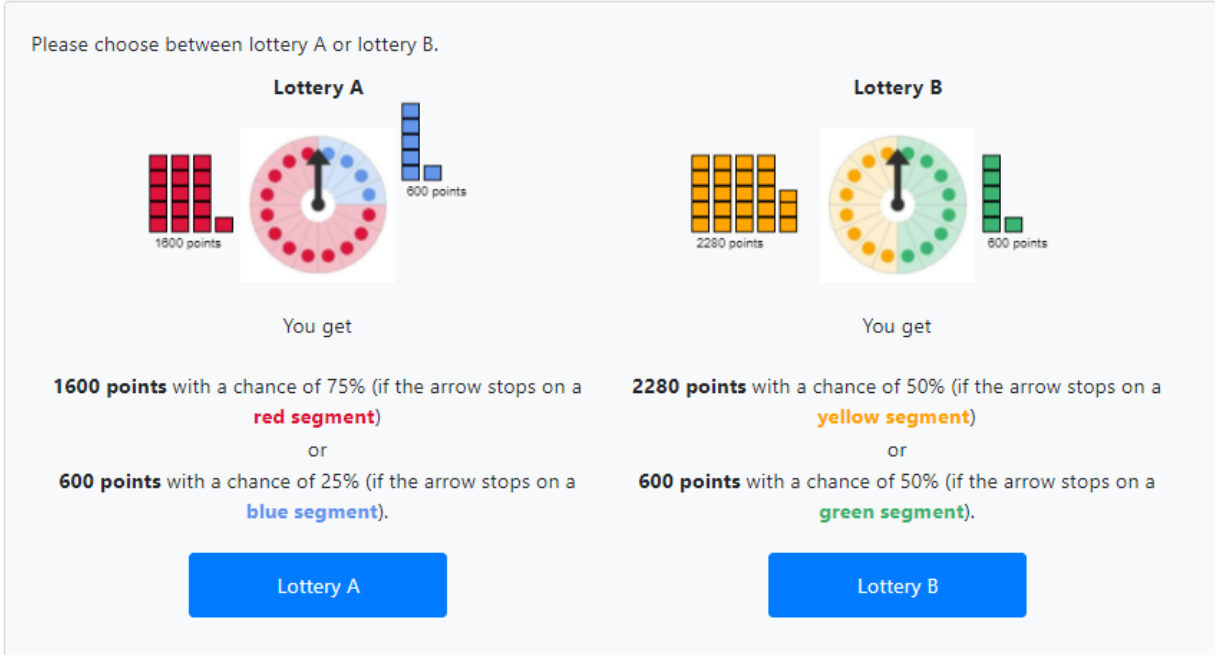 Please choose between lottery A or lottery B.
Lottery A
1600 points
600 points
You get
1600 points with a chance of 75% (if the arrow stops on a
red segment)
or
600 points with a chance of 25% (if the arrow stops on a
blue segment).
Lottery A
Lottery B
2280 points
600 points
You get
2280 points with a chance of 50% (if the arrow stops on a
yellow segment)
or
600 points with a chance of 50% (if the arrow stops on a
green segment).
Lottery B